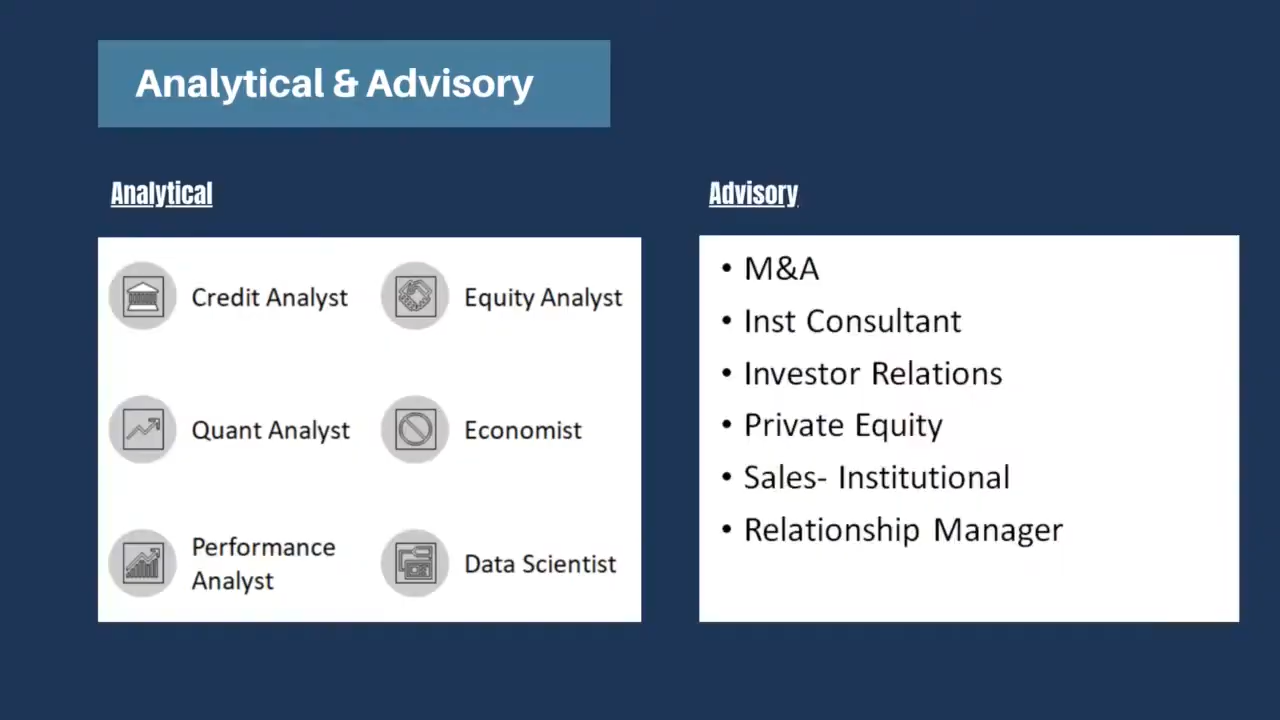 Analytical & Advisory
Analytical
Credit Analyst
Equity Analyst
Quant Analyst
Economist
Performance
Analyst
Data Scientist
Advisory
• M&A
• Inst Consultant
• Investor Relations
• Private Equity
• Sales- Institutional
• Relationship Manager